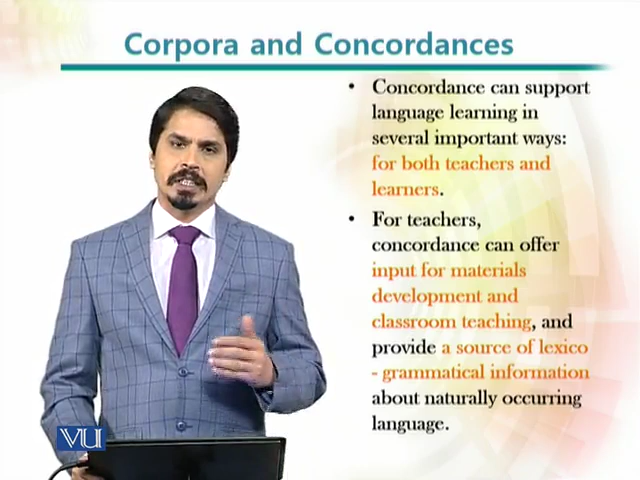 Corpora and Concordances
• Concordance can support
language learning in
several important ways:
for both teachers and
learners.
• For teachers,
concordance can offer
input for materials
development and
classroom teaching, and
provide a source of lexico
- grammatical information
about naturally occurring
language.
VU